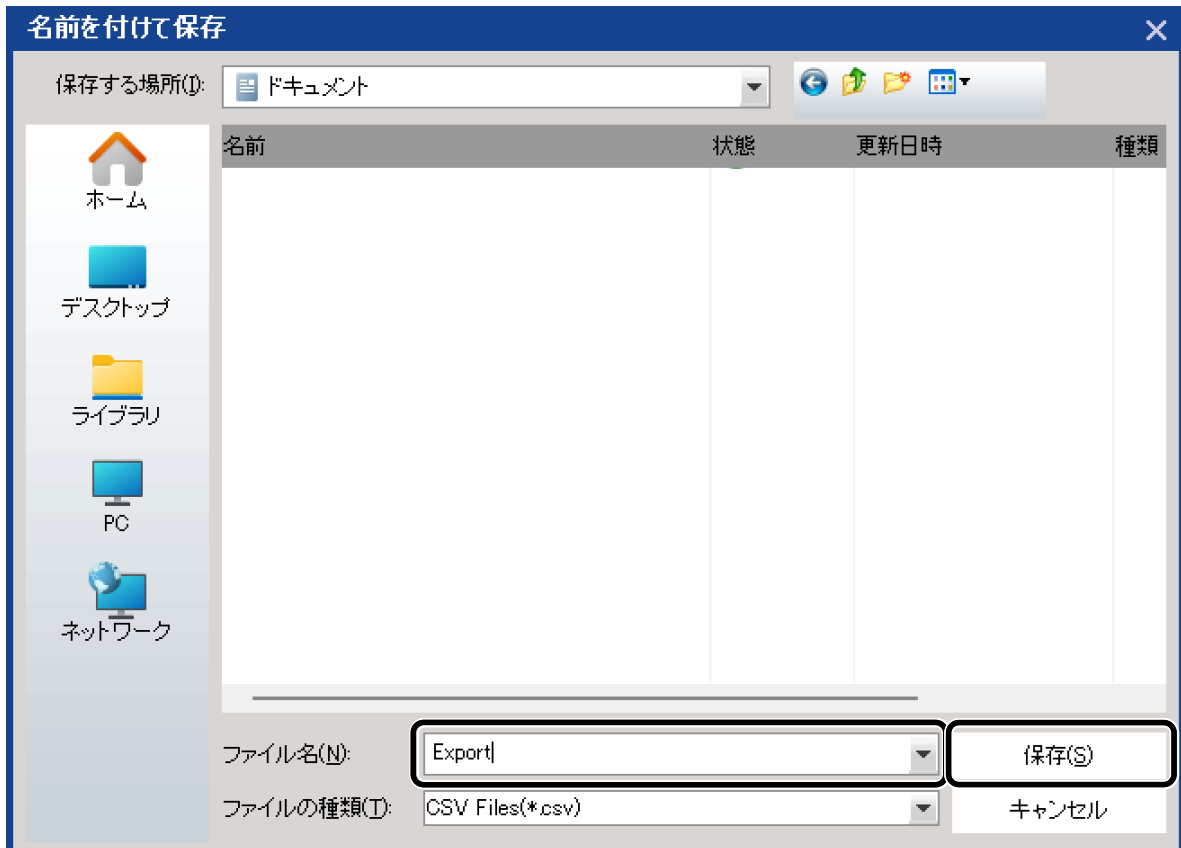 名前を付けて保存
保存する場所(I): ドキュメント
名前 状態 更新日時 種類
ホーム
デスクトップ
ライブラリ
PC
ネットワーク
ファイル名(N): Export 保存(S)
ファイルの種類(T): CSV Files(*.csv) キャンセル